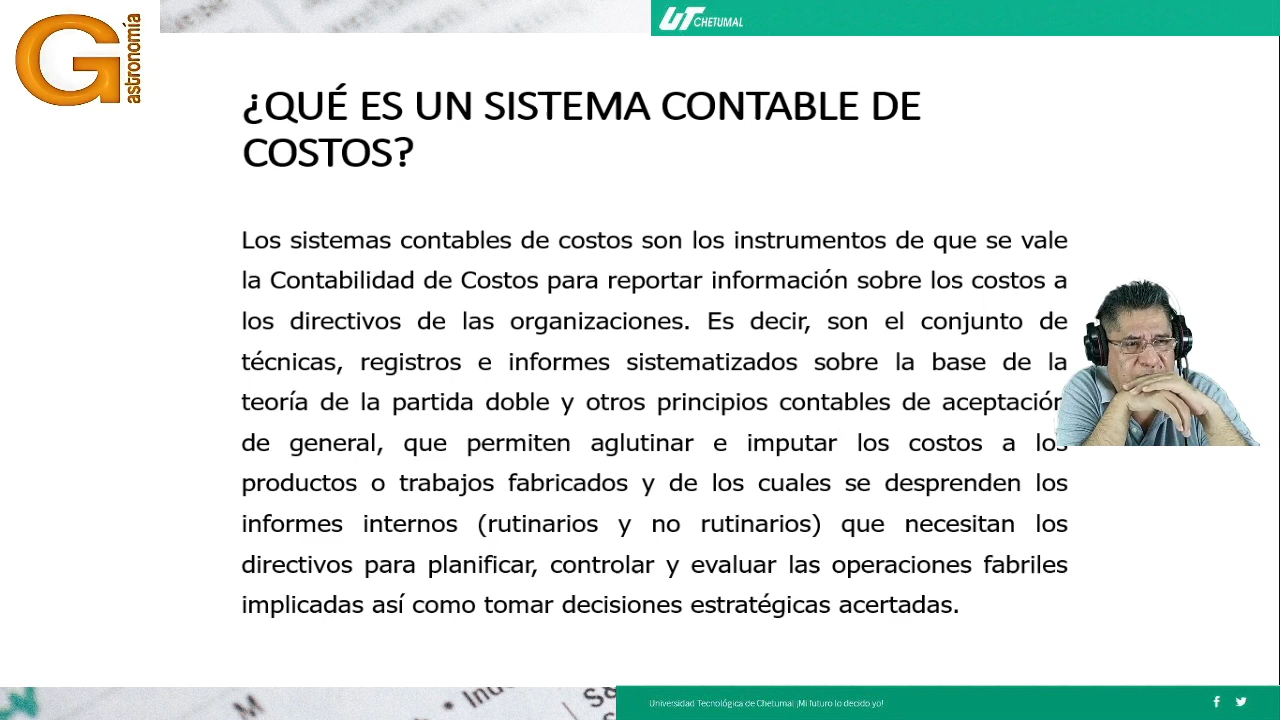 Gastronomía
UT CHETUMAL
¿QUÉ ES UN SISTEMA CONTABLE DE
COSTOS?
Los sistemas contables de costos son los instrumentos de que se vale
la Contabilidad de Costos para reportar información sobre los costos a
los directivos de las organizaciones. Es decir, son el conjunto de
técnicas, registros e informes sistematizados sobre la base de la
teoría de la partida doble y otros principios contables de aceptación
de general, que permiten aglutinar e imputar los costos a los
productos o trabajos fabricados y de los cuales se desprenden los
informes internos (rutinarios y no rutinarios) que necesitan los
directivos para planificar, controlar y evaluar las operaciones fabriles
implicadas así como tomar decisiones estratégicas acertadas.
Universidad Tecnológica de Chetumal ¡Mi futuro lo decido yo!